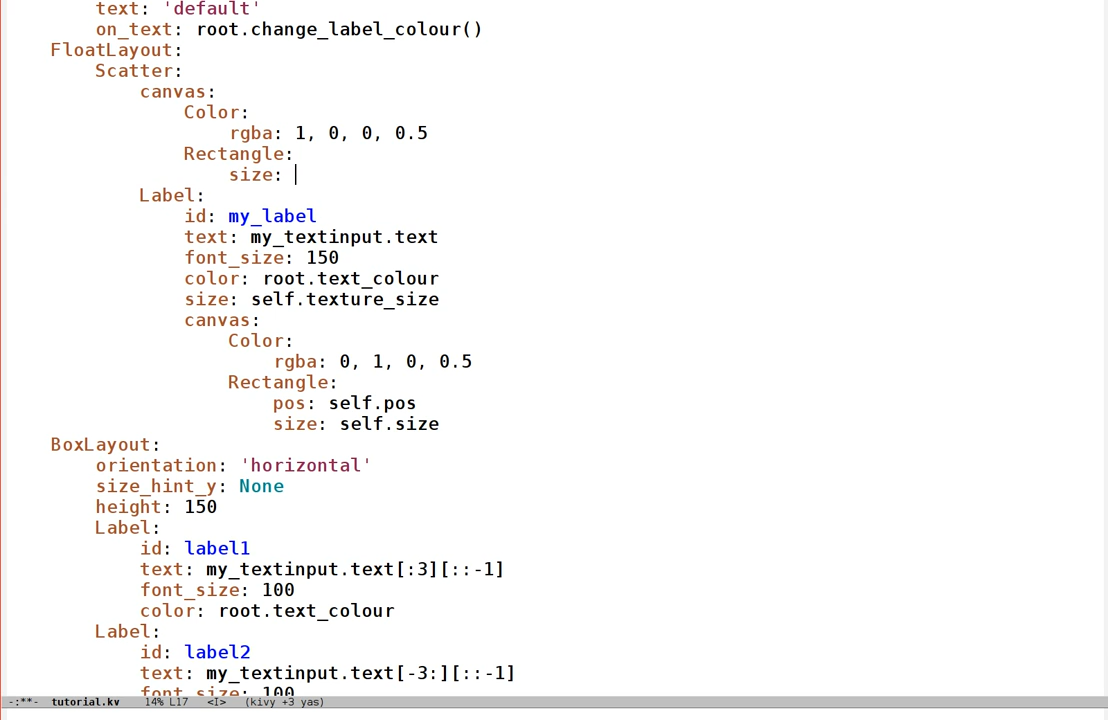 text: 'default'
on_text: root.change_label_colour()
FloatLayout:
Scatter:
canvas:
Color:
rgba: 1, 0, 0, 0.5
Rectangle:
size:
Label:
id: my_label
text: my_textinput.text
font_size: 150
color: root.text_colour
size: self.texture_size
canvas:
Color:
rgba: 0, 1, 0, 0.5
Rectangle:
pos: self.pos
size: self.size
BoxLayout:
orientation: 'horizontal'
size_hint_y: None
height: 150
Label:
id: label1
text: my_textinput.text[:3][::-1]
font_size: 100
color: root.text_colour
Label:
id: label2
text: my_textinput.text[-3:][::-1]
font_size: 100
-:**-  tutorial.kv   14% L17   <I>   (kivy +3 yas)